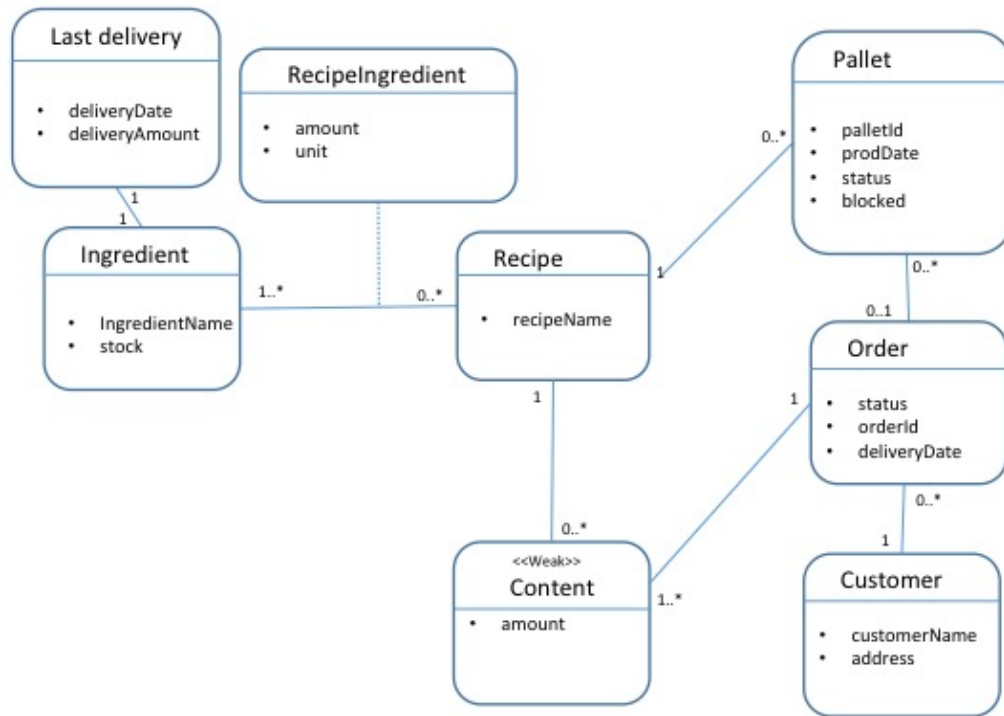 Last delivery
• deliveryDate
• deliveryAmount
1
1
RecipeIngredient
• amount
• unit
Pallet
• palletId
• prodDate
• status
• blocked
0..*
1
0..*
0..1
Ingredient
• IngredientName
• stock
1..*
0..*
Recipe
• recipeName
1
0..*
Order
• status
• orderId
• deliveryDate
1
1..*
0..*
1
<<Weak>>
Content
• amount
Customer
• customerName
• address